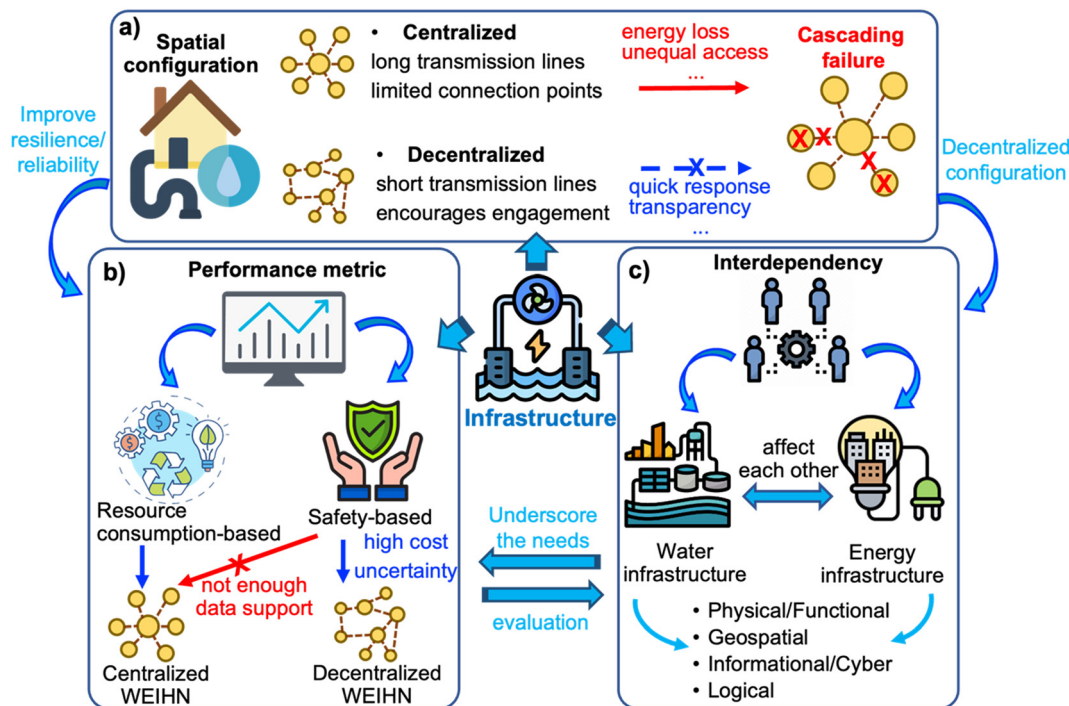 a)
Spatial
configuration
• Centralized
long transmission lines
limited connection points
energy loss
unequal access
...
Cascading
failure
X X
X
X
• Decentralized
short transmission lines
encourages engagement
X
quick response
transparency
...
Improve
resilience/
reliability
Decentralized
configuration
b)
Performance metric
$
$
Resource
consumption-based
Safety-based
high cost
uncertainty
X
not enough
data support
Centralized
WEIHN
Decentralized
WEIHN
Infrastructure
Underscore
the needs
evaluation
c)
Interdependency
affect
each other
Water
infrastructure
Energy
infrastructure
• Physical/Functional
• Geospatial
• Informational/Cyber
• Logical